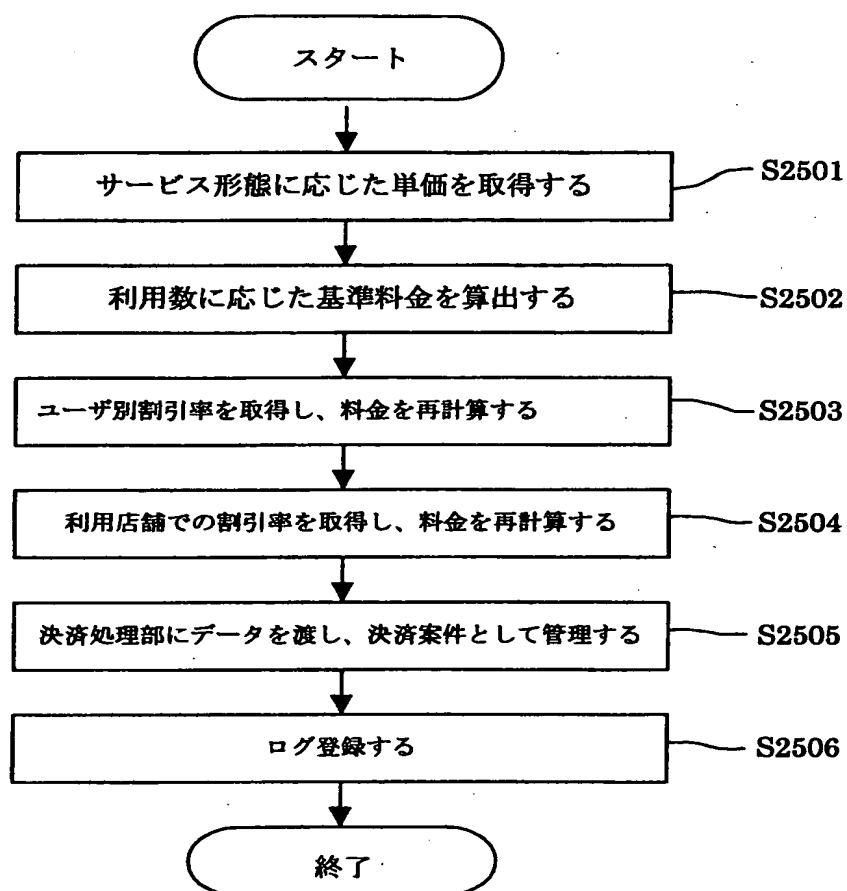 スタート
サービス形態に応じた単価を取得する
S2501
利用数に応じた基準料金を算出する
S2502
ユーザ別割引率を取得し、料金を再計算する
S2503
利用店舗での割引率を取得し、料金を再計算する
S2504
決済処理部にデータを渡し、決済案件として管理する
S2505
ログ登録する
S2506
終了